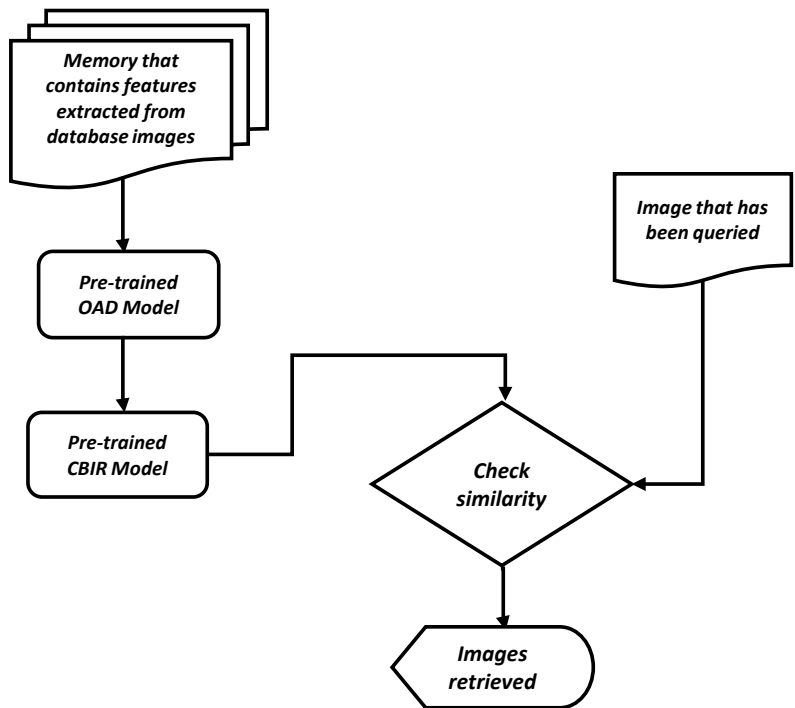 Memory that
contains features
extracted from
database images
Image that has
been queried
Pre-trained
OAD Model
Pre-trained
CBIR Model
Check
similarity
Images
retrieved